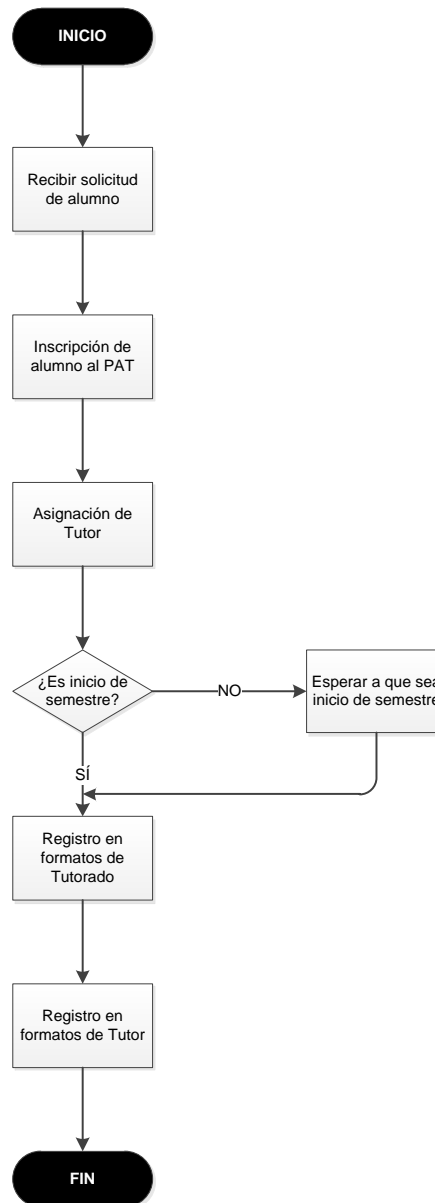 INICIO
Recibir solicitud
de alumno
Inscripción de
alumno al PAT
Asignación de
Tutor
¿Es inicio de
semestre?
NO
Esperar a que sea
inicio de semestre
SÍ
Registro en
formatos de
Tutorado
Registro en
formatos de Tutor
FIN